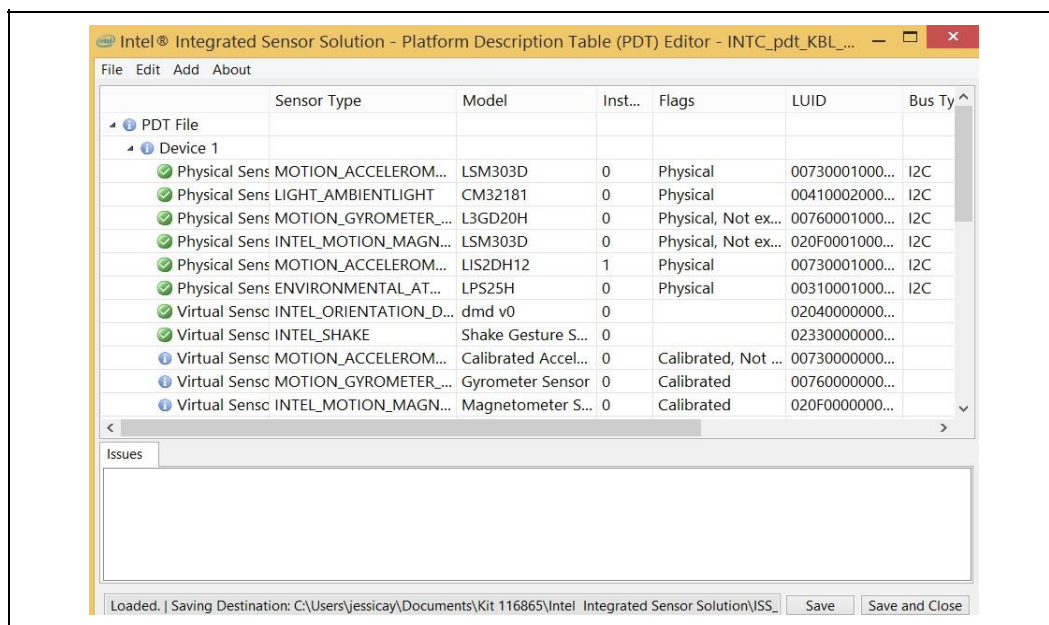 Intel® Integrated Sensor Solution - Platform Description Table (PDT) Editor - INTC_pdt_KBL_...
File Edit Add About
Sensor Type Model Inst... Flags LUID Bus Ty
PDT File
Device 1
Physical Sens MOTION_ACCELEROM... LSM303D 0 Physical 00730001000... I2C
Physical Sens LIGHT_AMBIENTLIGHT CM32181 0 Physical 00410002000... I2C
Physical Sens MOTION_GYROMETER_... L3GD20H 0 Physical, Not ex... 00760001000... I2C
Physical Sens INTEL_MOTION_MAGN... LSM303D 0 Physical, Not ex... 020F0001000... I2C
Physical Sens MOTION_ACCELEROM... LIS2DH12 1 Physical 00730001000... I2C
Physical Sens ENVIRONMENTAL_AT... LPS25H 0 Physical 00310001000... I2C
Virtual Senso INTEL_ORIENTATION_D... dmd v0 0 02040000000...
Virtual Senso INTEL_SHAKE Shake Gesture S... 0 02330000000...
Virtual Senso MOTION_ACCELEROM... Calibrated Accel... 0 Calibrated, Not ... 00730000000...
Virtual Senso MOTION_GYROMETER_... Gyrometer Sensor 0 Calibrated 00760000000...
Virtual Senso INTEL_MOTION_MAGN... Magnetometer S... 0 Calibrated 020F0000000...
Issues
Loaded. | Saving Destination: C:\Users\jessicay\Documents\Kit 116865\Intel Integrated Sensor Solution\ISS_ Save Save and Close